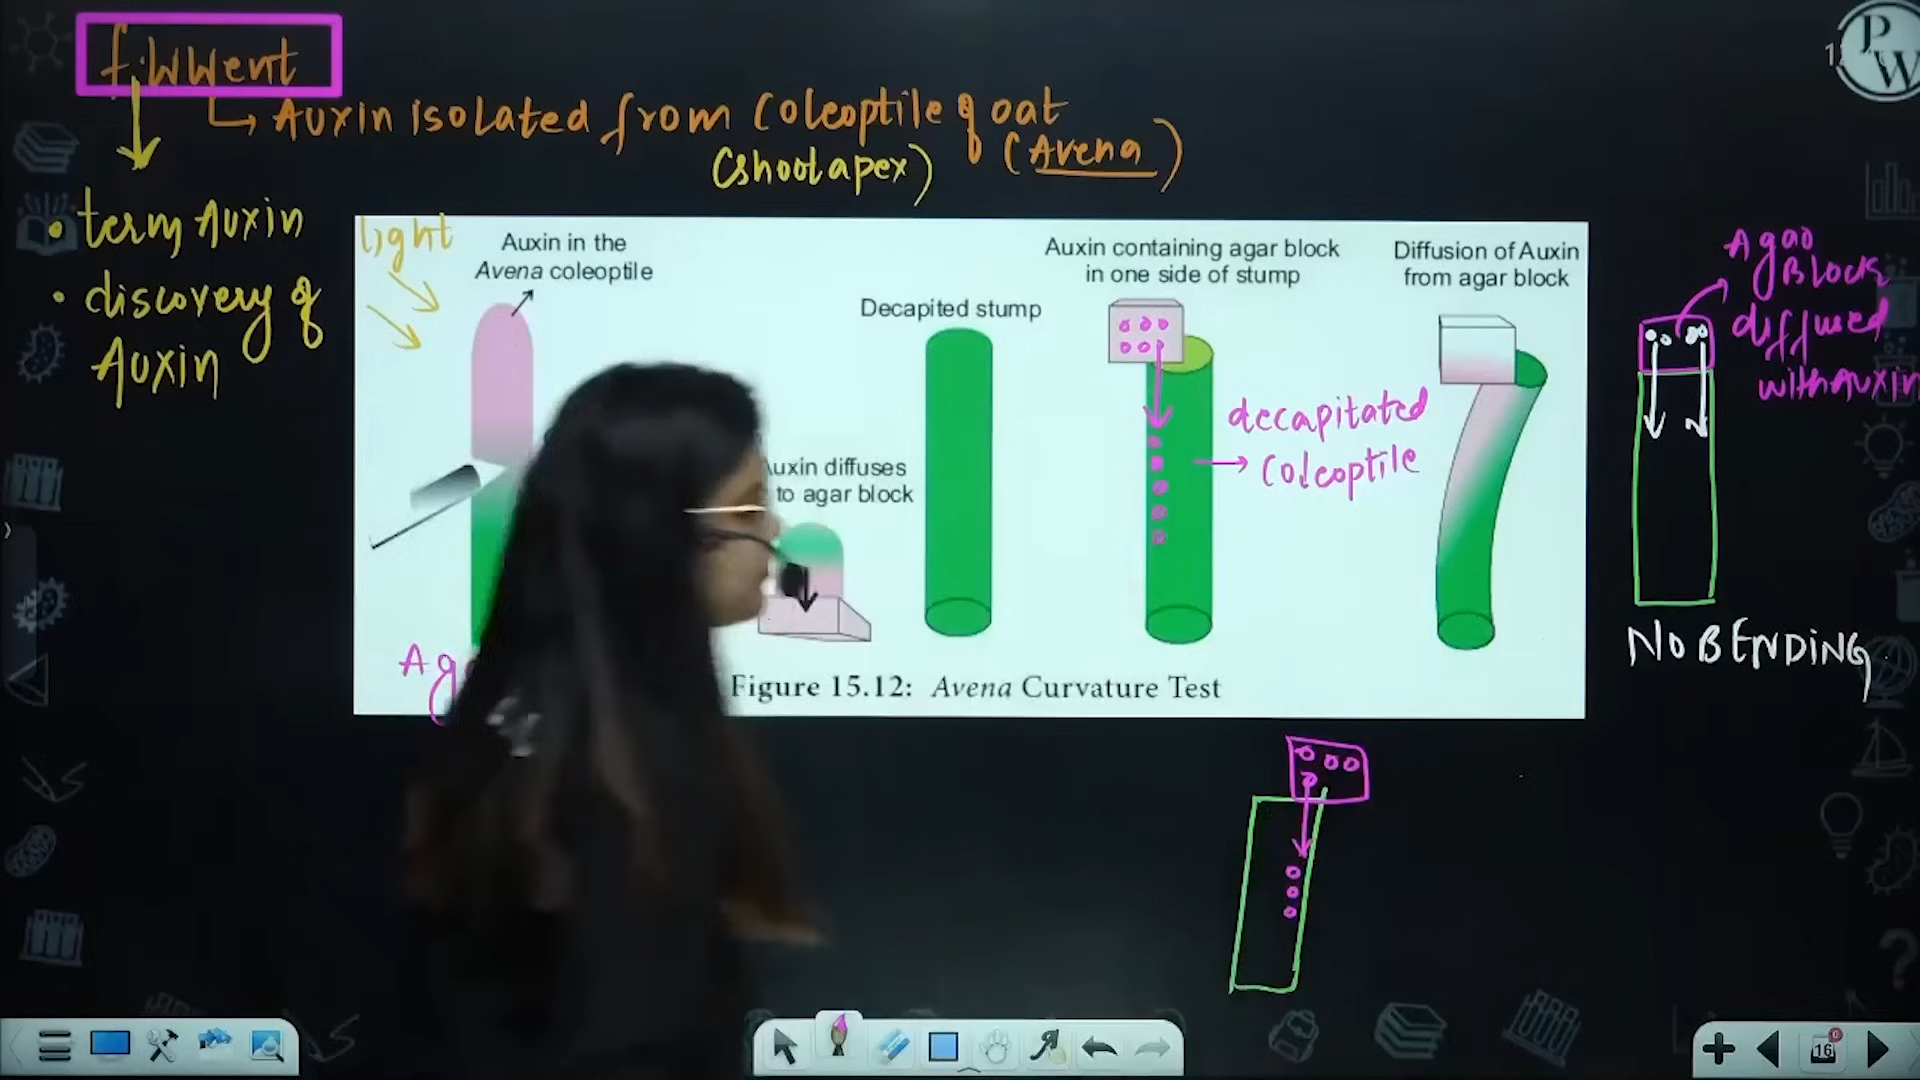 f.W Went
Auxin isolated from Coleoptile of oat
(Avena)
(shoot apex)
• term Auxin
• discovery of
Auxin
light
Auxin in the
Avena coleoptile
uxin diffuses
to agar block
Decapited stump
Auxin containing agar block
in one side of stump
Diffusion of Auxin
from agar block
decapitated
Coleoptile
Agar
Block
diffused
with Auxin
NO BENDING
Ag
Figure 15.12: Avena Curvature Test
PW
16